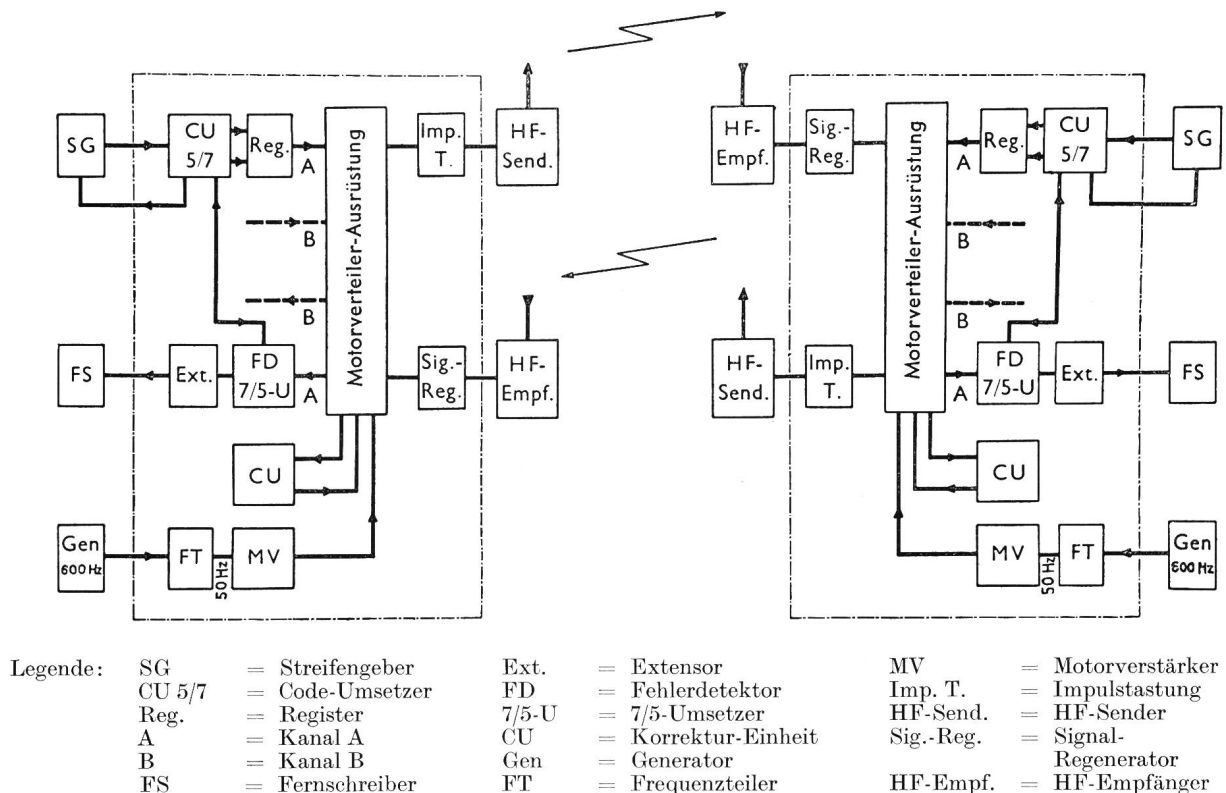 SG
CU
5/7
Reg.
A
Motorverteiler-Ausrüstung
Imp.
T.
HF-
Send.
B
B
FS
Ext.
FD
7/5-U
A
Sig.-
Reg.
HF-
Empf.
CU
Gen
600 Hz
FT
50 Hz
MV
HF-
Empf.
Sig.-
Reg.
Motorverteiler-Ausrüstung
A
Reg.
CU
5/7
SG
B
B
HF-
Send.
Imp.
T.
A
FD
7/5-U
Ext.
FS
CU
MV
50 Hz
FT
Gen
600 Hz
Legende: SG = Streifengeber Ext. = Extensor MV = Motorverstärker
CU 5/7 = Code-Umsetzer FD = Fehlerdetektor Imp. T. = Impulstastung
Reg. = Register 7/5-U = 7/5-Umsetzer HF-Send. = HF-Sender
A = Kanal A CU = Korrektur-Einheit Sig.-Reg. = Signal-
B = Kanal B Gen = Generator Regenerator
FS = Fernschreiber FT = Frequenzteiler HF-Empf. = HF-Empfänger